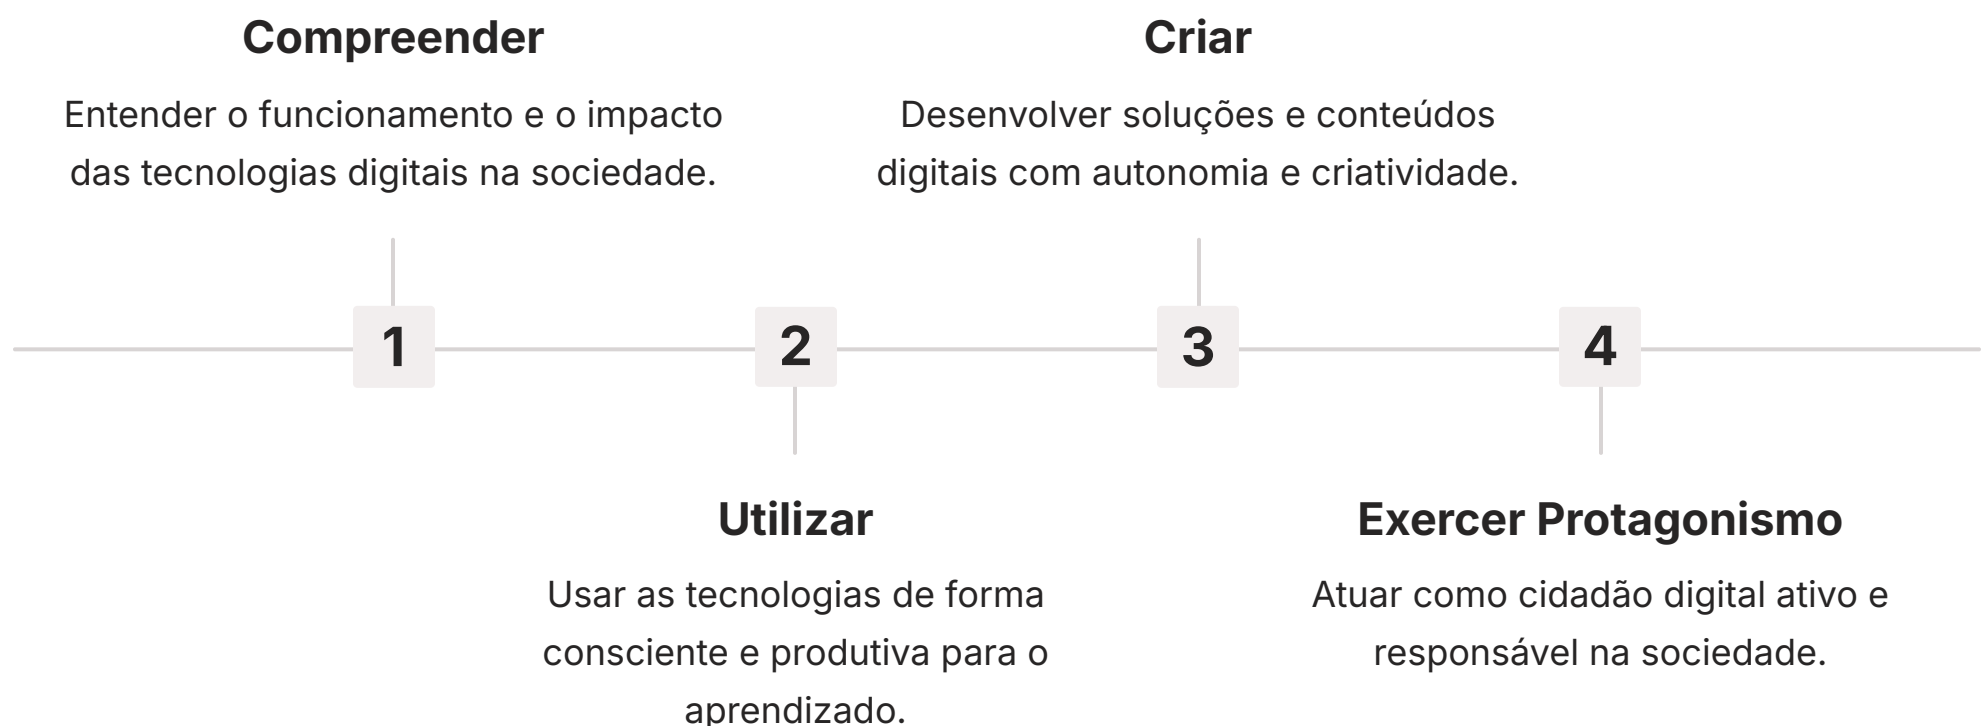 Compreender
Entender o funcionamento e o impacto
das tecnologias digitais na sociedade.
Criar
Desenvolver soluções e conteúdos
digitais com autonomia e criatividade.
1
2
3
4
Utilizar
Usar as tecnologias de forma
consciente e produtiva para o
aprendizado.
Exercer Protagonismo
Atuar como cidadão digital ativo e
responsável na sociedade.